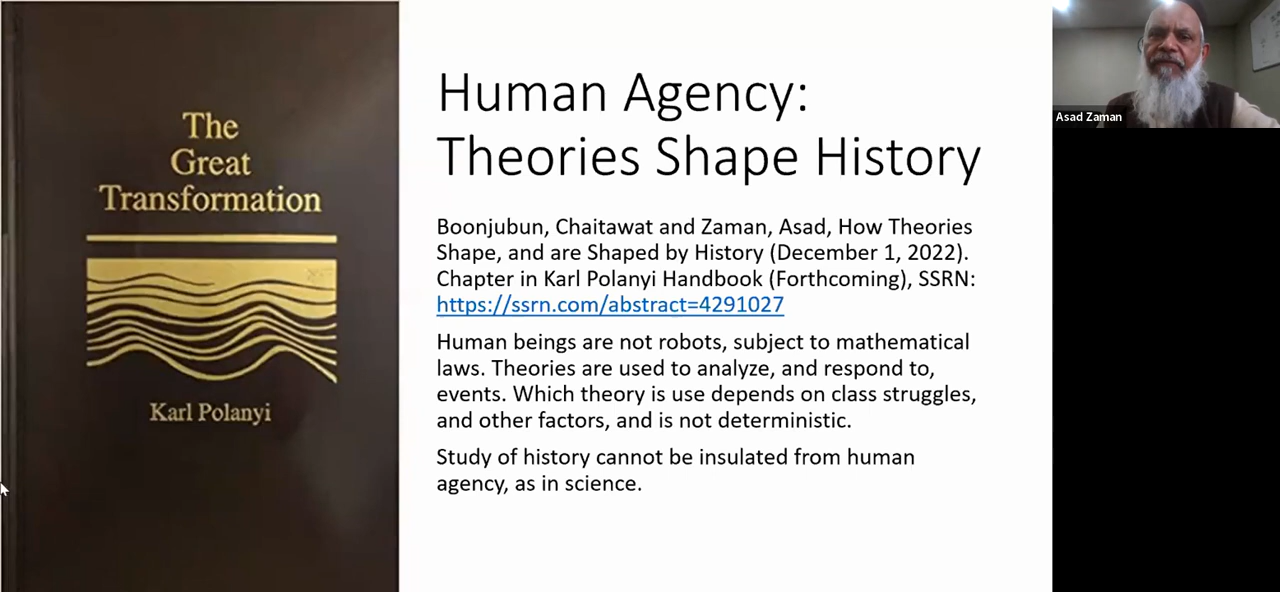 The
Great
Transformation
Karl Polanyi
Human Agency:
Theories Shape History
Boonjubun, Chaitawat and Zaman, Asad, How Theories
Shape, and are Shaped by History (December 1, 2022).
Chapter in Karl Polanyi Handbook (Forthcoming), SSRN:
https://ssrn.com/abstract=4291027
Human beings are not robots, subject to mathematical
laws. Theories are used to analyze, and respond to,
events. Which theory is use depends on class struggles,
and other factors, and is not deterministic.
Study of history cannot be insulated from human
agency, as in science.
Asad Zaman